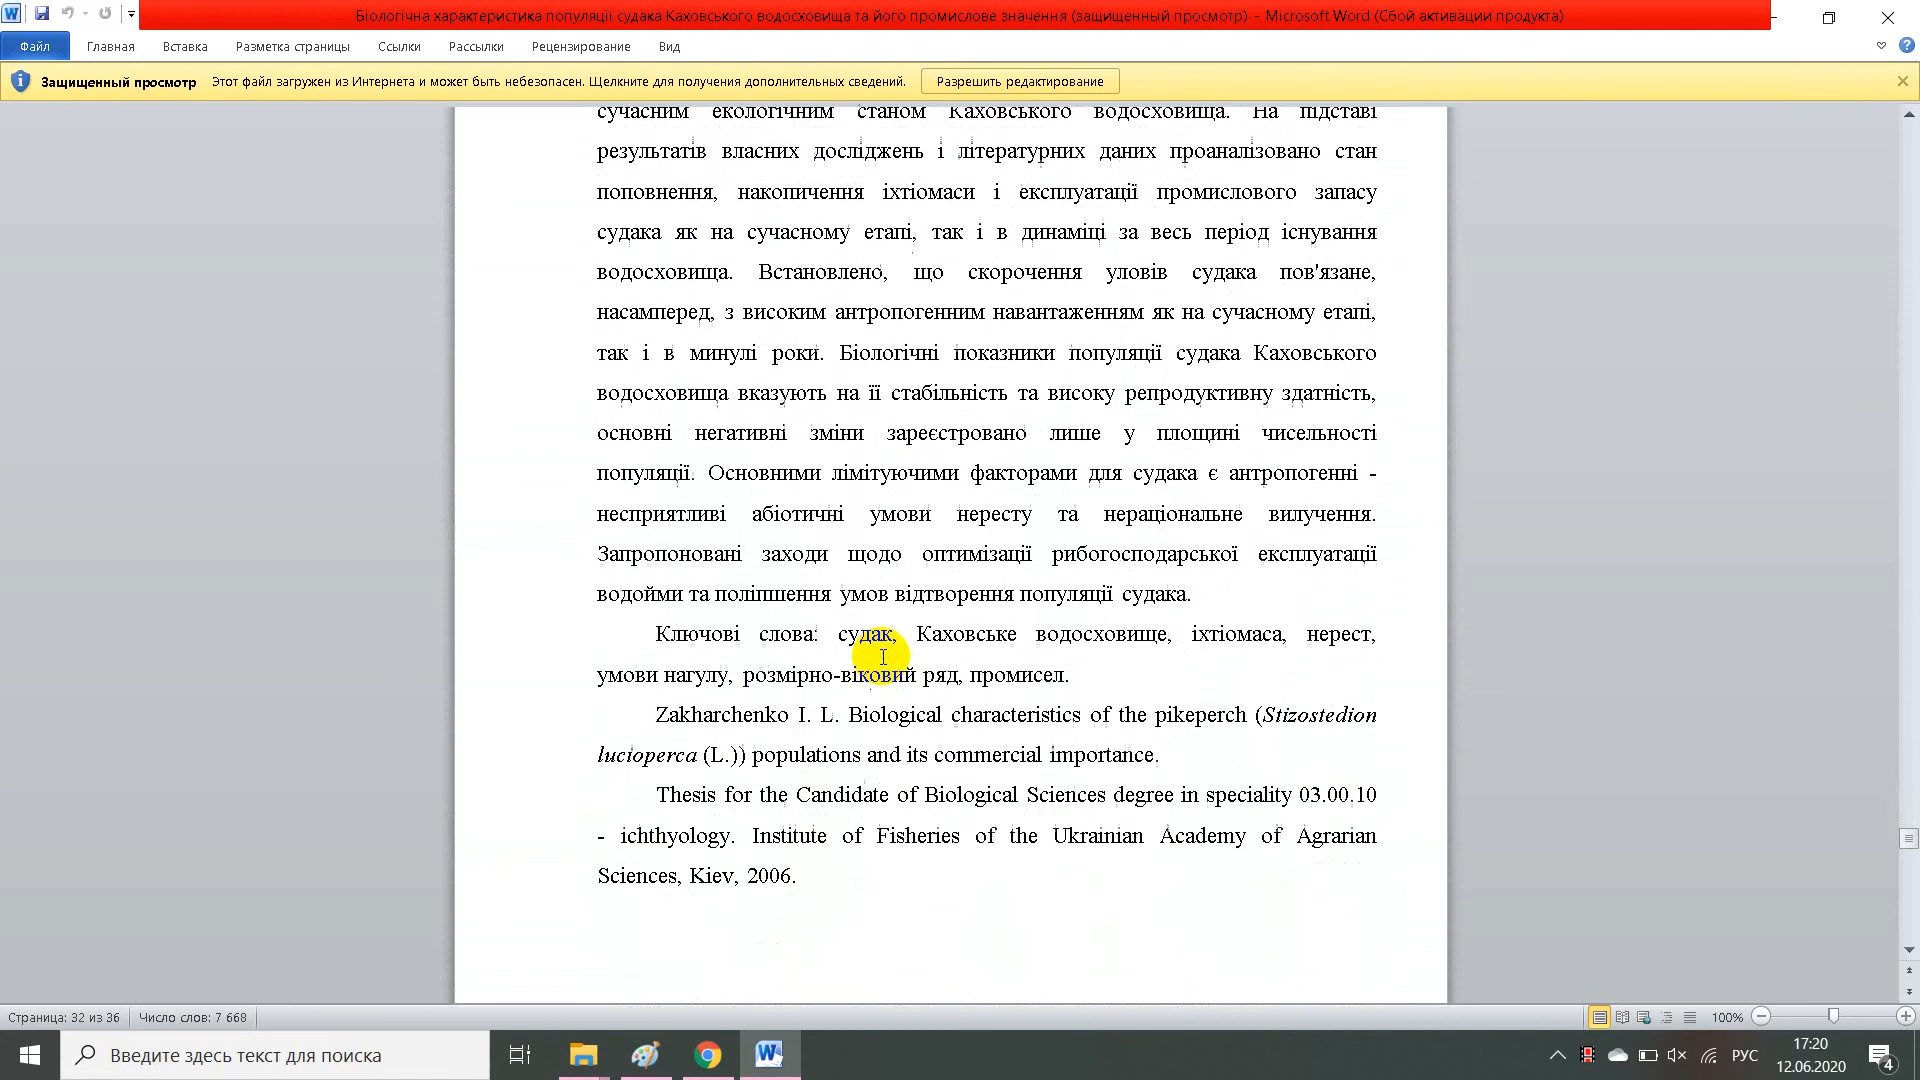 Біологічна характеристика популяції судака Каховського водосховища та його промислове значення (защищенный просмотр) - Microsoft Word (Сбой активации продукта)
Файл Главная Вставка Разметка страницы Ссылки Рассылки Рецензирование Вид
Защищенный просмотр Этот файл загружен из Интернета и может быть небезопасен. Щелкните для получения дополнительных сведений. Разрешить редактирование
сучасним екологічним станом Каховського водосховища. На підставі
результатів власних досліджень і літературних даних проаналізовано стан
поповнення, накопичення іхтіомаси і експлуатації промислового запасу
судака як на сучасному етапі, так і в динаміці за весь період існування
водосховища. Встановлено, що скорочення уловів судака пов'язане,
насамперед, з високим антропогенним навантаженням як на сучасному етапі,
так і в минулі роки. Біологічні показники популяції судака Каховського
водосховища вказують на її стабільність та високу репродуктивну здатність,
основні негативні зміни зареєстровано лише у площині чисельності
популяції. Основними лімітуючими факторами для судака є антропогенні -
несприятливі абіотичні умови нересту та нераціональне вилучення.
Запропоновані заходи щодо оптимізації рибогосподарської експлуатації
водойми та поліпшення умов відтворення популяції судака.
Ключові слова: судак, Каховське водосховище, іхтіомаса, нерест,
умови нагулу, розмірно-віковий ряд, промисел.
Zakharchenko I. L. Biological characteristics of the pikeperch (Stizostedion
lucioperca (L.)) populations and its commercial importance.
Thesis for the Candidate of Biological Sciences degree in speciality 03.00.10
- ichthyology. Institute of Fisheries of the Ukrainian Academy of Agrarian
Sciences, Kiev, 2006.
Страница: 32 из 36 Число слов: 7 668 100%
Введите здесь текст для поиска РУС 17:20
12.06.2020 4